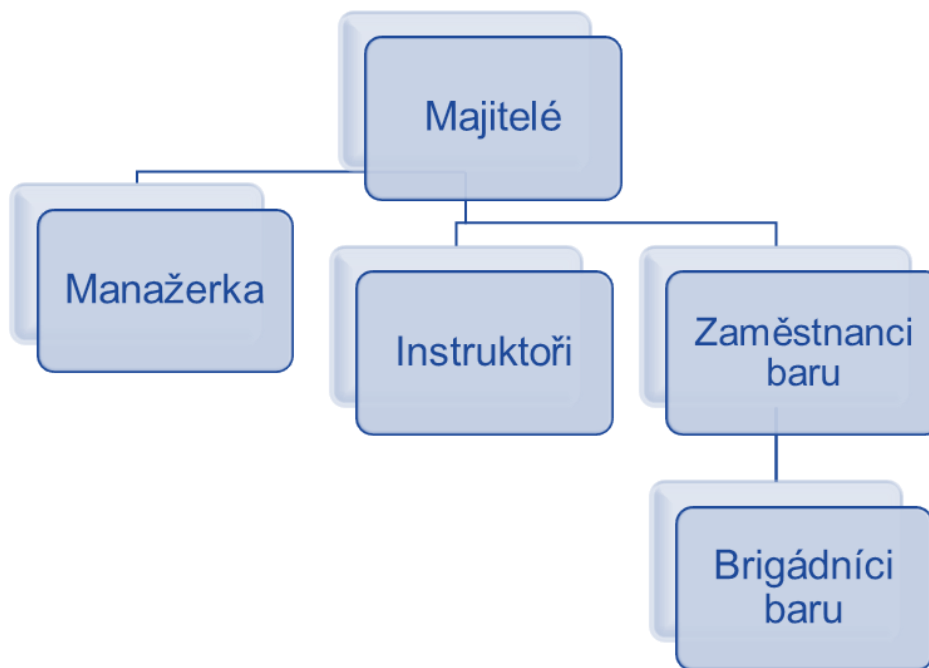 Majitelé
Manažerka
Instruktoři
Zaměstnanci
baru
Brigádníci
baru